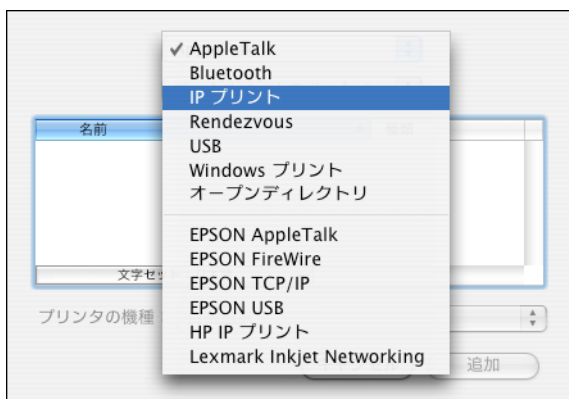 ✓ AppleTalk
Bluetooth
IP プリント
Rendezvous
USB
Windows プリント
オープンディレクトリ
EPSON AppleTalk
EPSON FireWire
EPSON TCP/IP
EPSON USB
HP IP プリント
Lexmark Inkjet Networking
名前
文字セ
プリンタの機種
追加